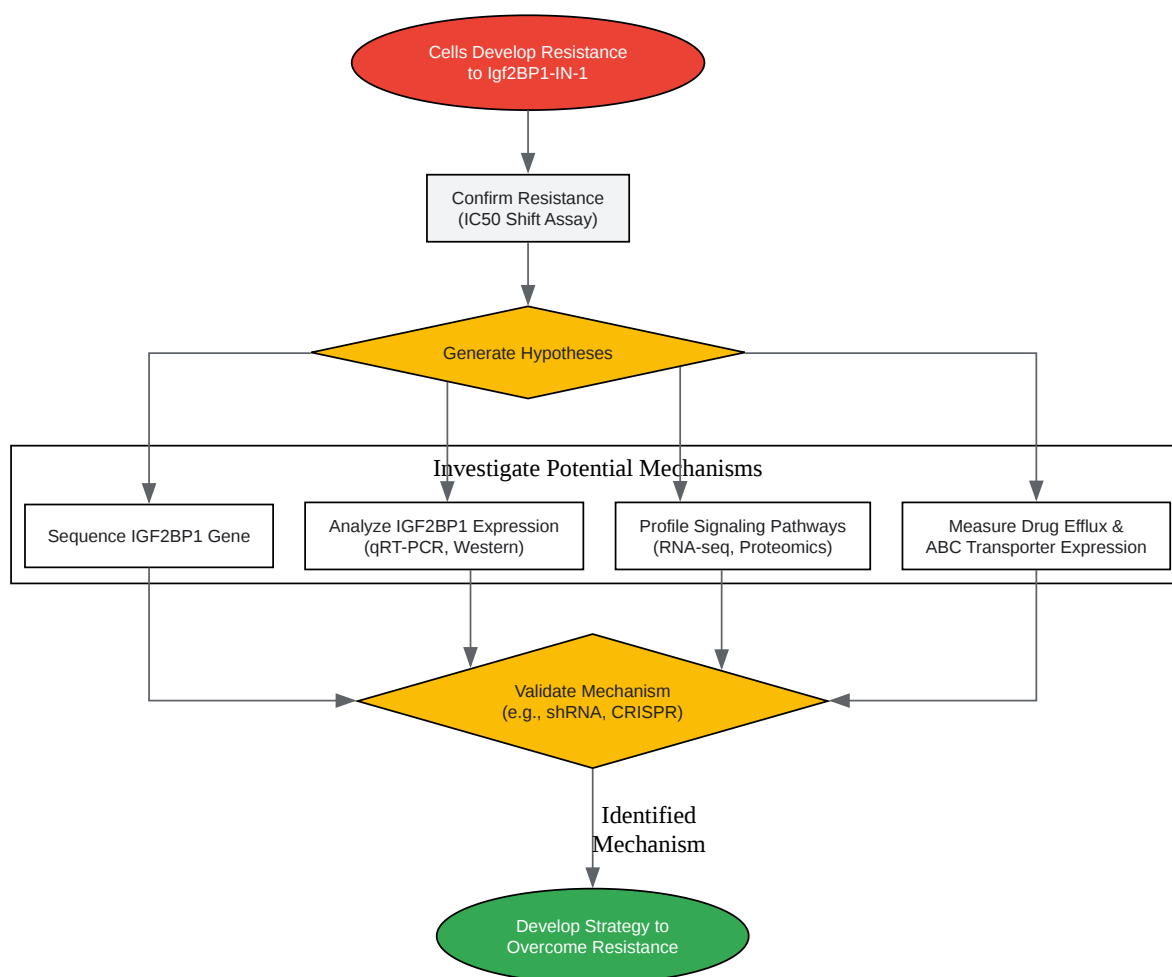 Cells Develop Resistance
to Igf2BP1-IN-1
Confirm Resistance
(IC50 Shift Assay)
Generate Hypotheses
Investigate Potential Mechanisms
Sequence IGF2BP1 Gene
Analyze IGF2BP1 Expression
(qRT-PCR, Western)
Profile Signaling Pathways
(RNA-seq, Proteomics)
Measure Drug Efflux &
ABC Transporter Expression
Validate Mechanism
(e.g., shRNA, CRISPR)
Identified
Mechanism
Develop Strategy to
Overcome Resistance